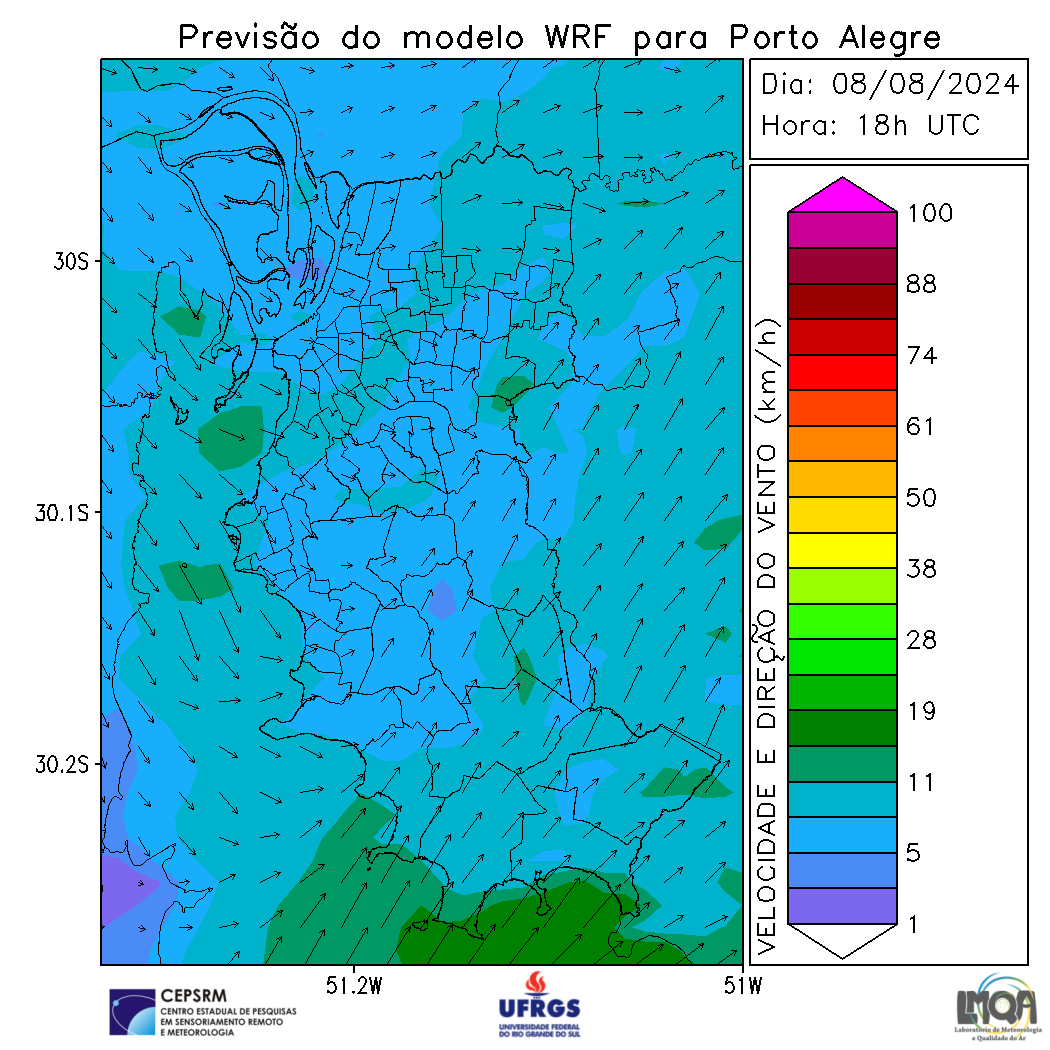 Previsão do modelo WRF para Porto Alegre
Dia: 08/08/2024
Hora: 18h UTC
30S
30.1S
30.2S
51.2W
51W
VELOCIDADE E DIREÇÃO DO VENTO (km/h)
100
88
74
61
50
38
28
19
11
5
1
CEPSRM
CENTRO ESTADUAL DE PESQUISAS
EM SENSORIAMENTO REMOTO
E METEOROLOGIA
UFRGS
UNIVERSIDADE FEDERAL
DO RIO GRANDE DO SUL
LMQA
Laboratório de Meteorologia
e Qualidade do Ar